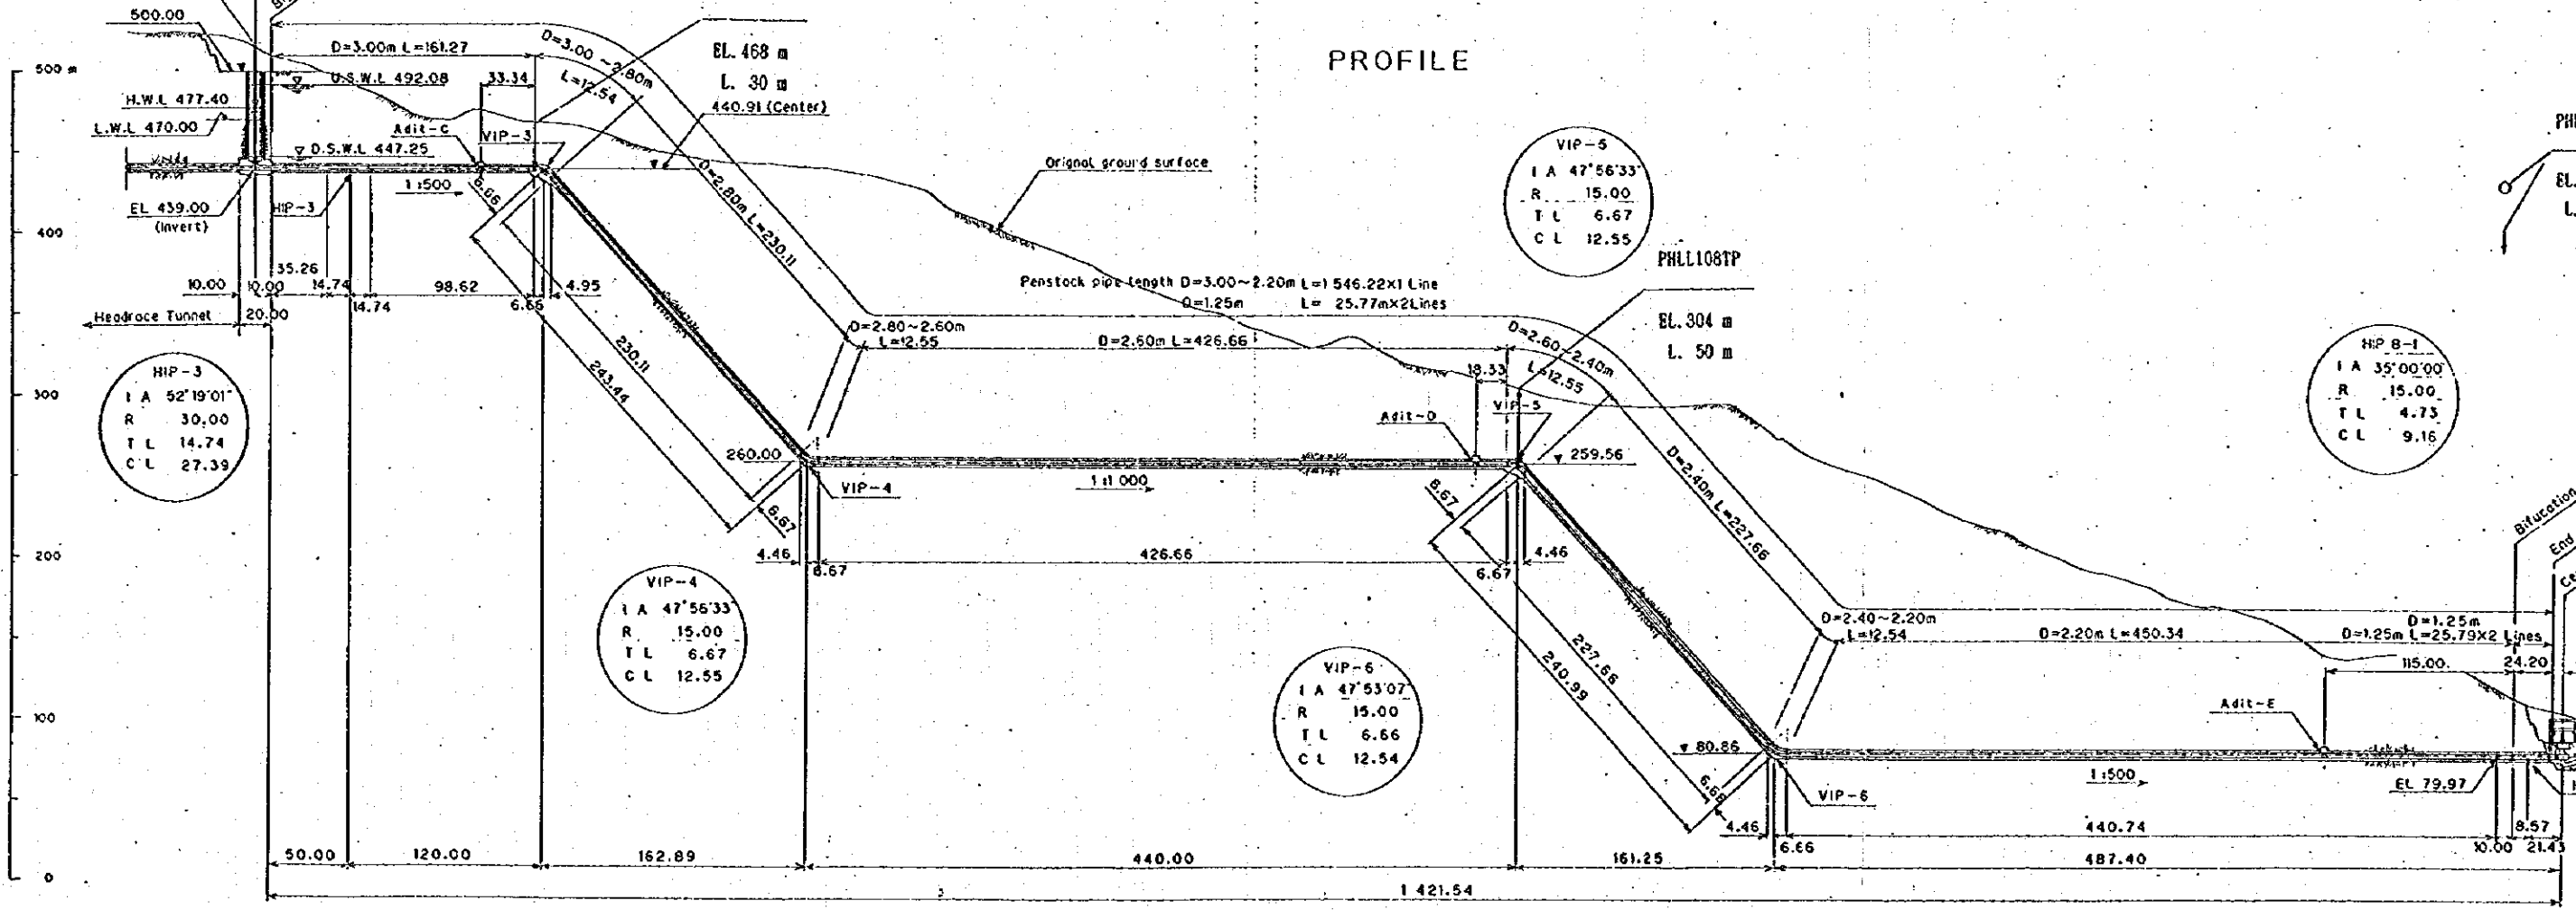 PROFILE
500.00
D=3.00m L=161.27
D=3.00~2.80m
L=12.54
EL. 468 m
L. 30 m
440.91 (Center)
500 m
U.S.W.L 492.08
33.34
H.W.L 477.40
L.W.L 470.00
Adit-C
VIP-3
D.S.W.L 447.25
1:500
6.66
EL 439.00
(Invert)
HIP-3
Orignal ground surface
D=2.80m L=230.11
VIP-5
I A 47°56'33"
R 15.00
T L 6.67
C L 12.55
PHLL108TP
EL. 304 m
L. 50 m
EL.
L.
400
35.26
10.00
10.00
14.74
14.74
98.62
6.66
4.95
Headrace Tunnel
20.00
Penstock pipe length D=3.00~2.20m L=1 546.22x1 Line
D=1.25m L= 25.77mx2Lines
D=2.80~2.60m
L=12.55
D=2.60m L=426.66
D=2.60~2.40m
L=12.55
18.33
HIP-3
I A 52°19'01"
R 30.00
T L 14.74
C L 27.39
230.11
243.44
HIP 8-1
I A 35°00'00"
R 15.00
T L 4.73
C L 9.16
300
Adit-D
VIP-5
260.00
VIP-4
1:1 000
259.56
6.67
6.67
D=2.40m L=227.66
4.46
6.67
426.66
6.67
4.46
200
Bifucation
End
VIP-4
I A 47°56'33"
R 15.00
T L 6.67
C L 12.55
227.66
240.99
VIP-6
I A 47°53'07"
R 15.00
T L 6.66
C L 12.54
D=2.40~2.20m
L=12.54
D=2.20m L=450.34
D=1.25m
D=1.25m L=25.79X2 Lines
115.00
24.20
100
Adit-E
80.86
1:500
EL 79.97
VIP-6
4.46
6.66
440.74
10.00
8.57
21.43
0
50.00
120.00
162.89
440.00
161.25
487.40
1 421.54